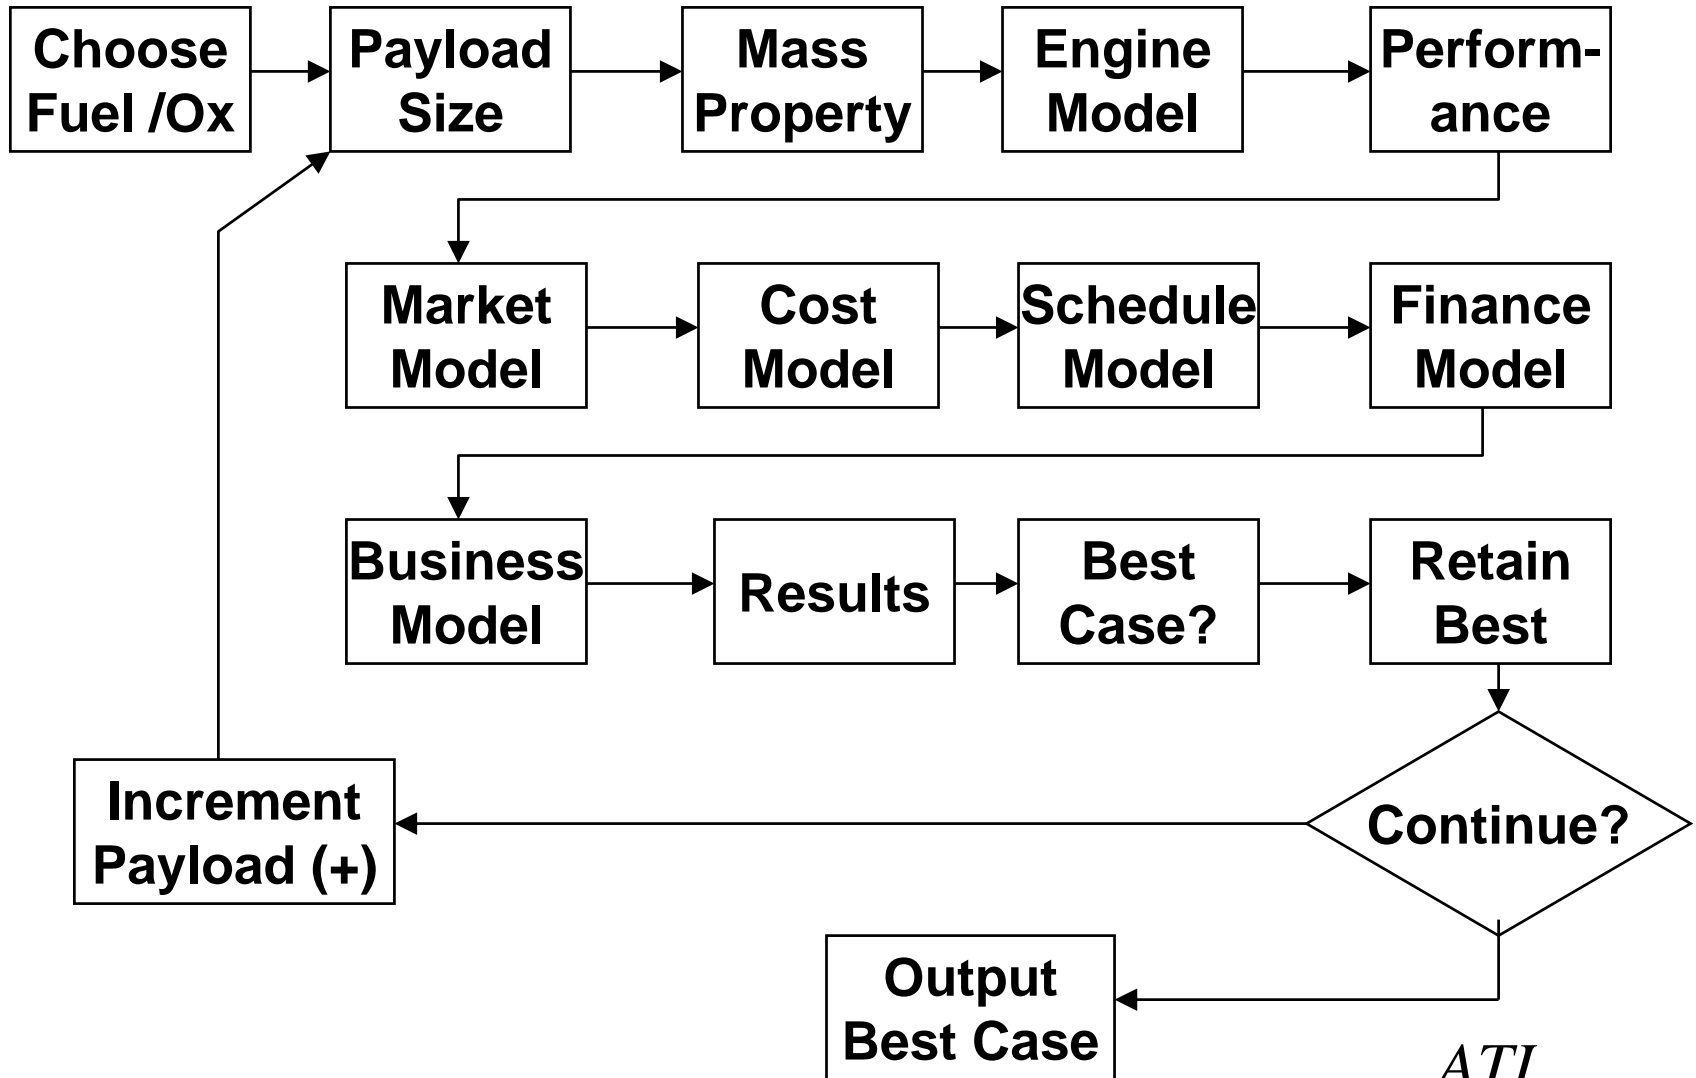 Choose
Fuel /Ox
Payload
Size
Mass
Property
Engine
Model
Perform-
ance
Market
Model
Cost
Model
Schedule
Model
Finance
Model
Business
Model
Results
Best
Case?
Retain
Best
Increment
Payload (+)
Continue?
Output
Best Case
ATI